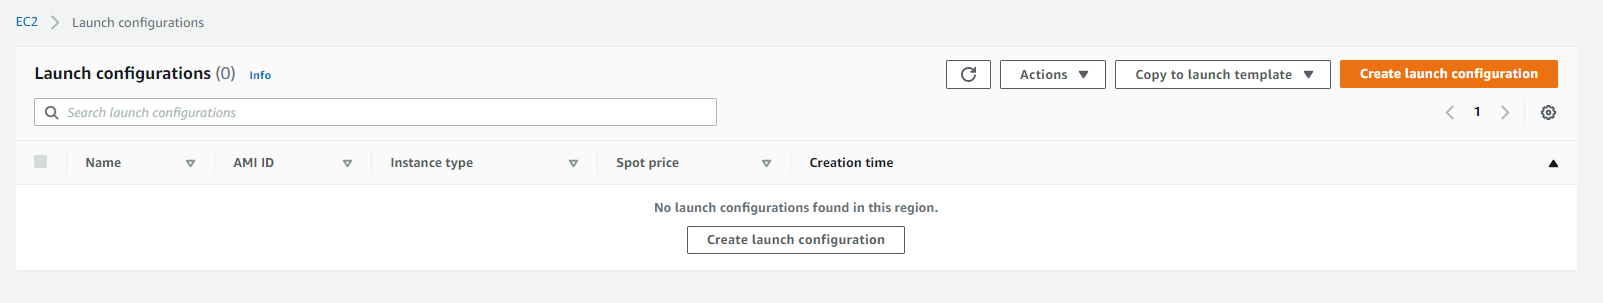 EC2 Launch configurations
Launch configurations (0) Info
Actions Copy to launch template Create launch configuration
Search launch configurations
1
Name AMI ID Instance type Spot price Creation time
No launch configurations found in this region.
Create launch configuration